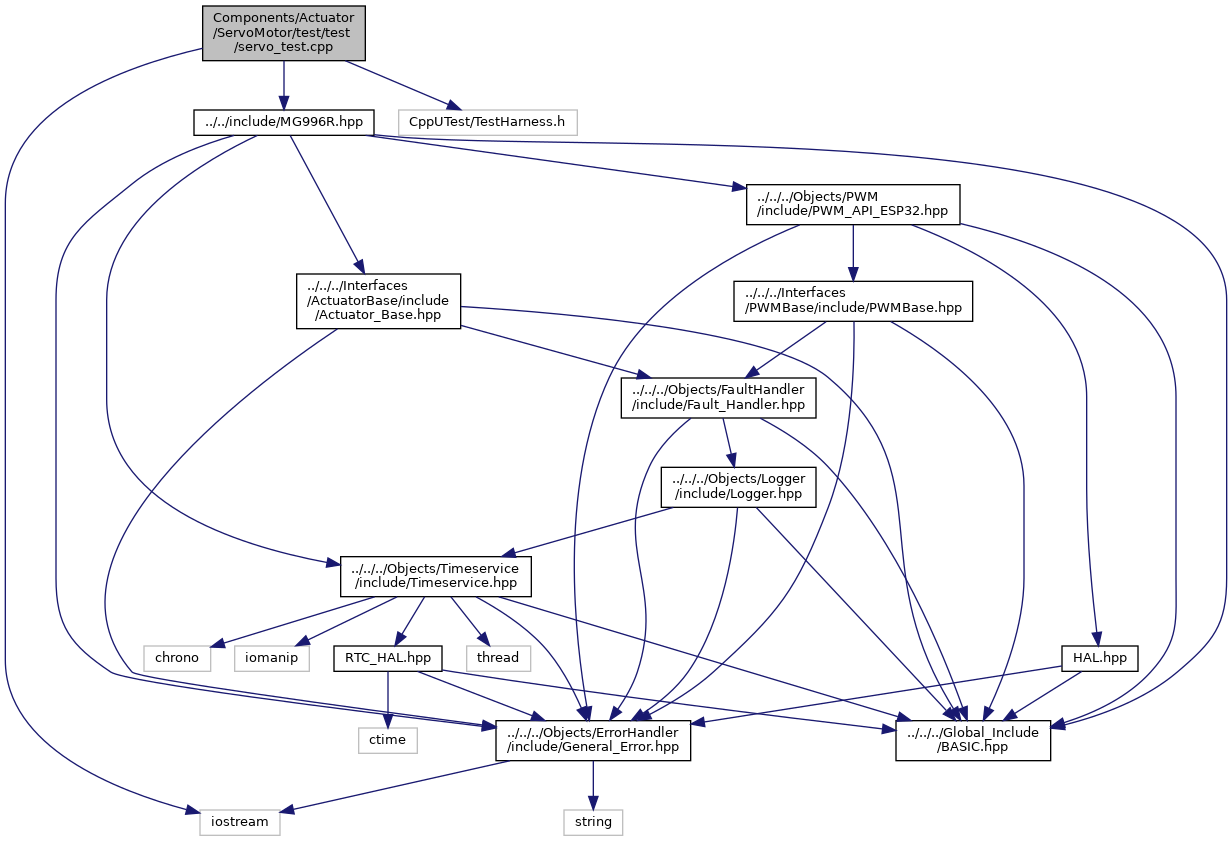 Components/Actuator
/ServoMotor/test/test
/servo_test.cpp
../../include/MG996R.hpp
CppUTest/TestHarness.h
../../../Objects/PWM
/include/PWM_API_ESP32.hpp
../../../Interfaces
/ActuatorBase/include
/Actuator_Base.hpp
../../../Interfaces
/PWMBase/include/PWMBase.hpp
../../../Objects/FaultHandler
/include/Fault_Handler.hpp
../../../Objects/Logger
/include/Logger.hpp
../../../Objects/Timeservice
/include/Timeservice.hpp
chrono
iomanip
RTC_HAL.hpp
thread
HAL.hpp
ctime
../../../Objects/ErrorHandler
/include/General_Error.hpp
../../../Global_Include
/BASIC.hpp
iostream
string